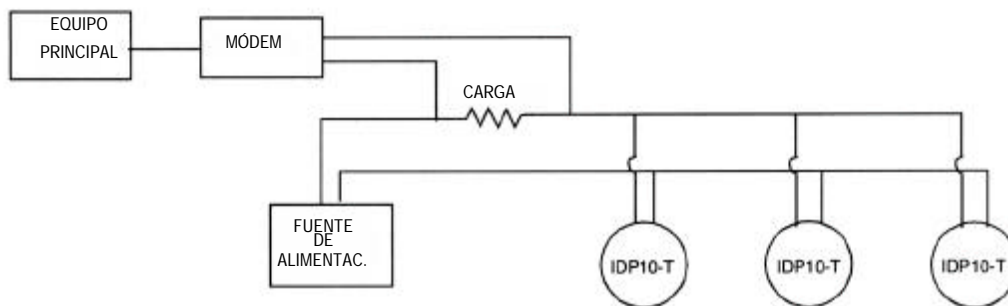 EQUIPO
PRINCIPAL
MÓDEM
CARGA
FUENTE
DE
ALIMENTAC.
IDP10-T
IDP10-T
IDP10-T